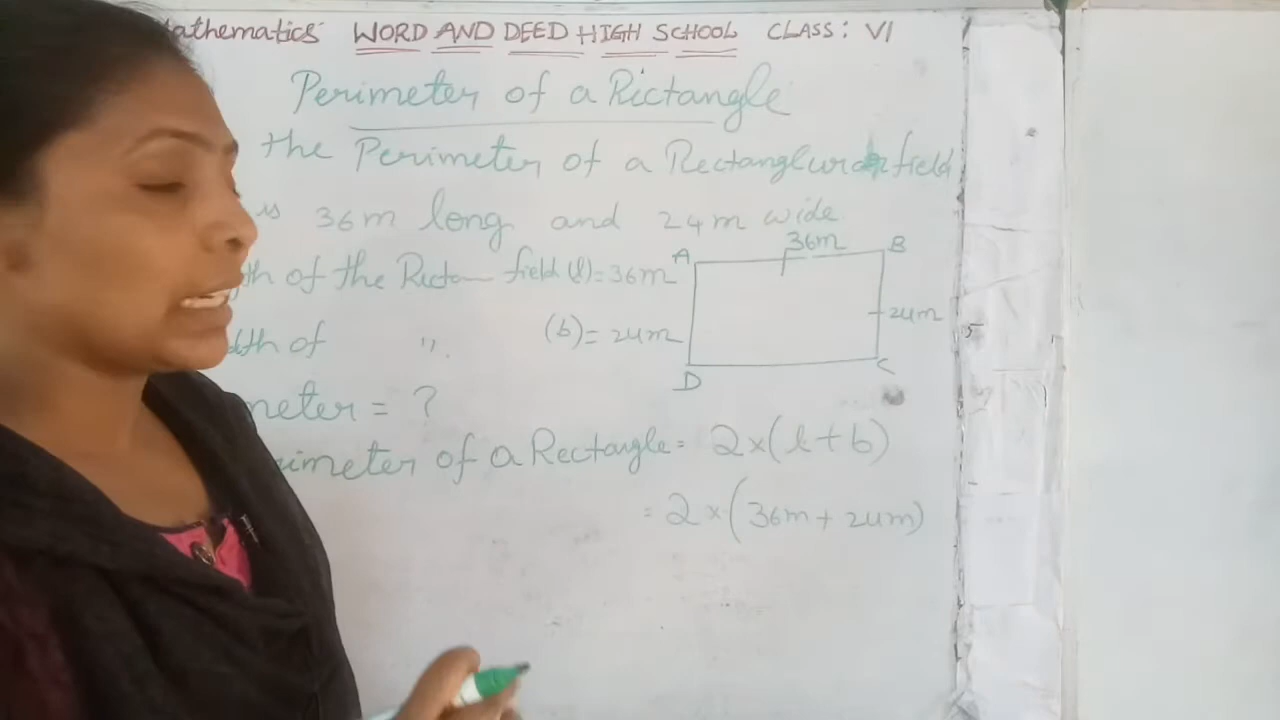 athematics: WORD AND DEED HIGH SCHOOL CLASS: VI
Perimeter of a Rictangle
the Perimeter of a field
is 36m long and 24m wide
th of the field (l) = 36m
dth of " (b) = 24m
A 36m B
24m
D C
meter = ?
rimeter of a Rectangle = 2×(l+b)
= 2×(36m + 24m)